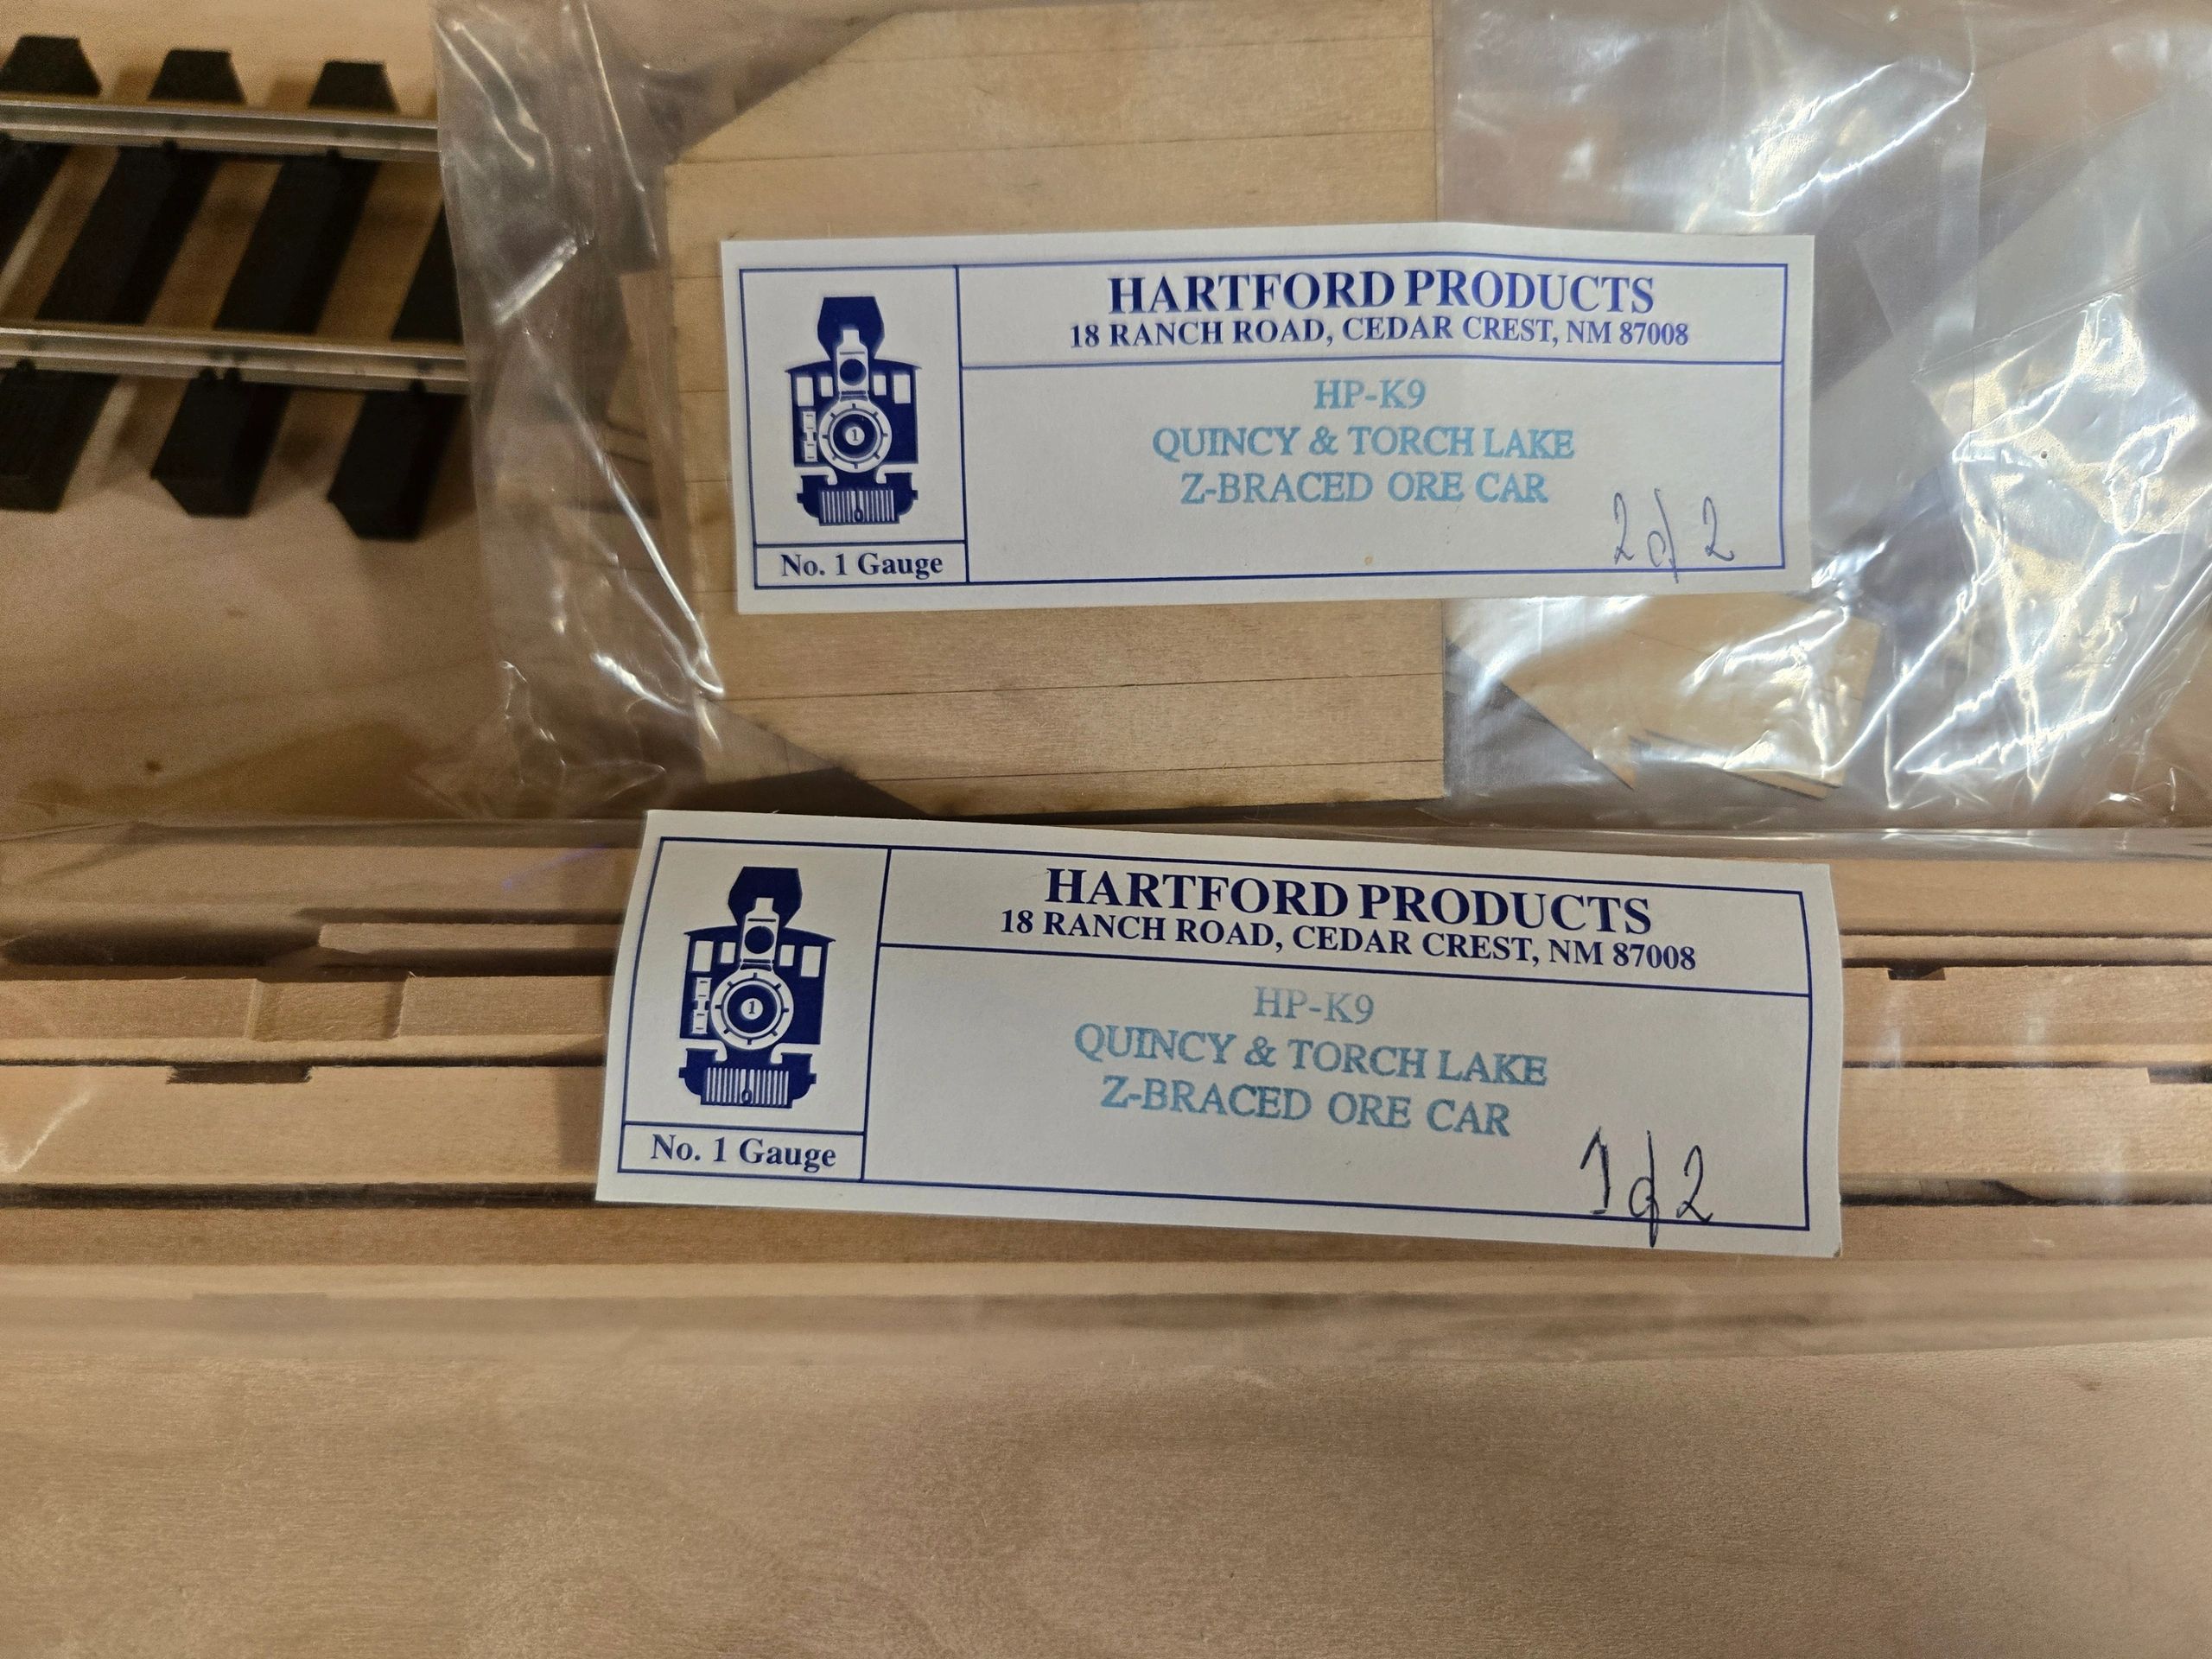 HARTFORD PRODUCTS
18 RANCH ROAD, CEDAR CREST, NM 87008
HP-K9
QUINCY & TORCH LAKE
Z-BRACED ORE CAR
2 of 2
1
No. 1 Gauge
HARTFORD PRODUCTS
18 RANCH ROAD, CEDAR CREST, NM 87008
HP-K9
QUINCY & TORCH LAKE
Z-BRACED ORE CAR
1 of 2
1
No. 1 Gauge